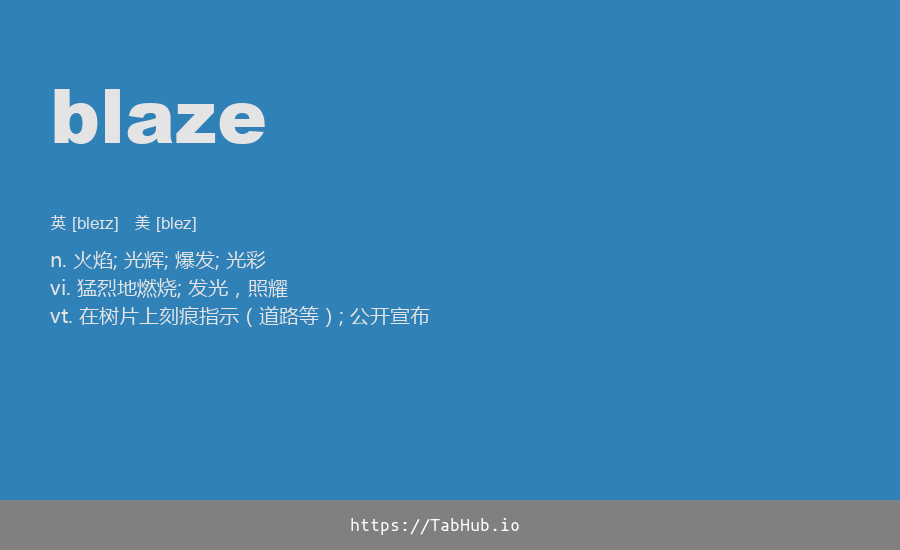 blaze
英 [bleɪz] 美 [blez]
n. 火焰; 光辉; 爆发; 光彩
vi. 猛烈地燃烧; 发光，照耀
vt. 在树片上刻痕指示（道路等）; 公开宣布
https://TabHub.io